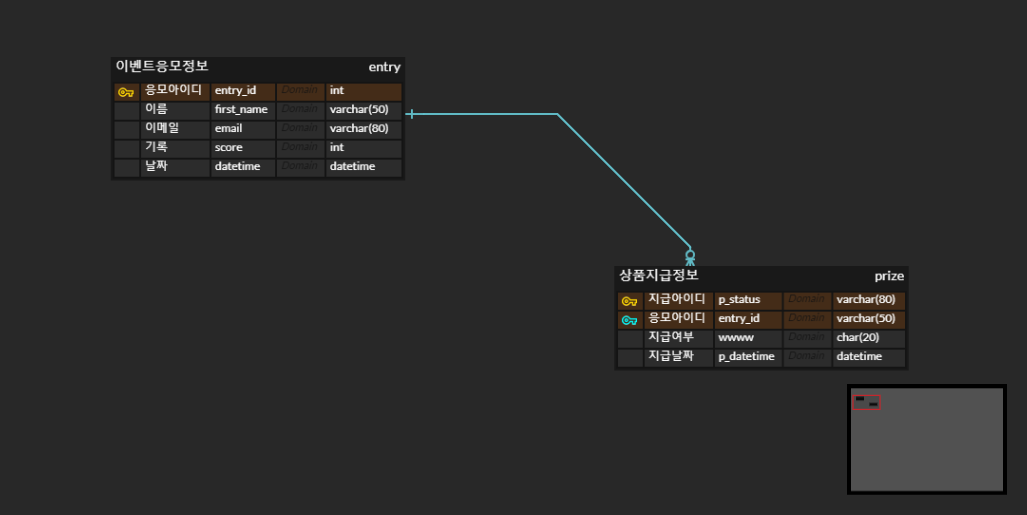 이벤트응모정보 entry
응모아이디 entry_id Domain int
이름 first_name Domain varchar(50)
이메일 email Domain varchar(80)
기록 score Domain int
날짜 datetime Domain datetime
상품지급정보 prize
지급아이디 p_status Domain varchar(80)
응모아이디 entry_id Domain varchar(50)
지급여부 wwww Domain char(20)
지급날짜 p_datetime Domain datetime